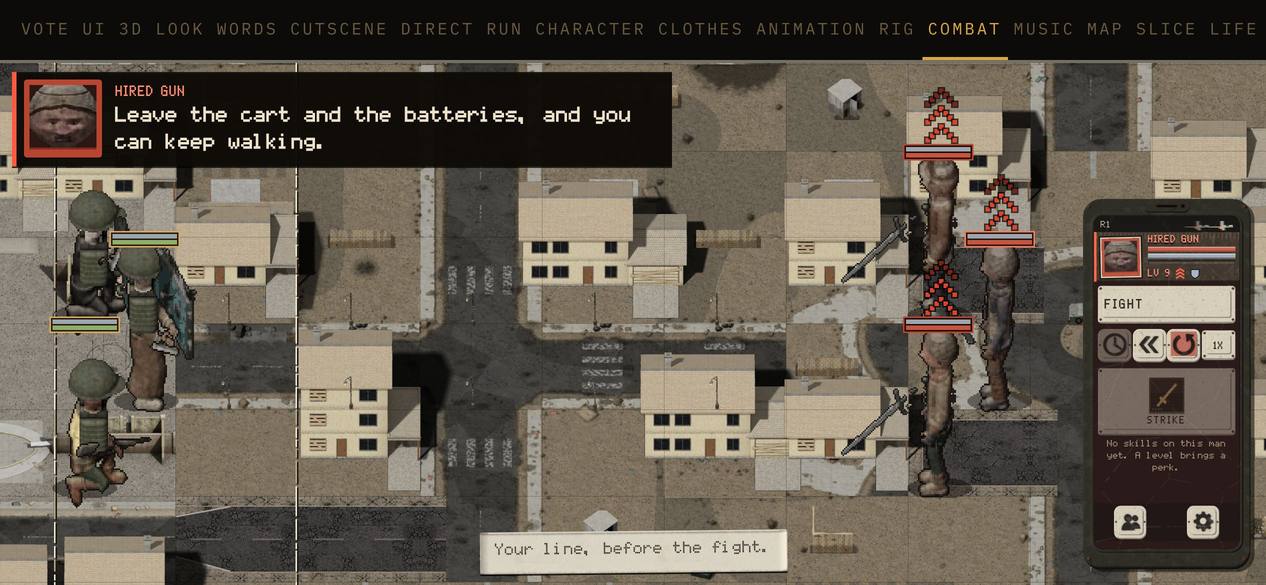 VOTE UI 3D LOOK WORDS CUTSCENE DIRECT RUN CHARACTER CLOTHES ANIMATION RIG COMBAT MUSIC MAP SLICE LIFE
HIRED GUN
Leave the cart and the batteries, and you
can keep walking.
R1
HIRED GUN
LV 9
FIGHT
1X
STRIKE
No skills on this man
yet. A level brings a
perk.
Your line, before the fight.